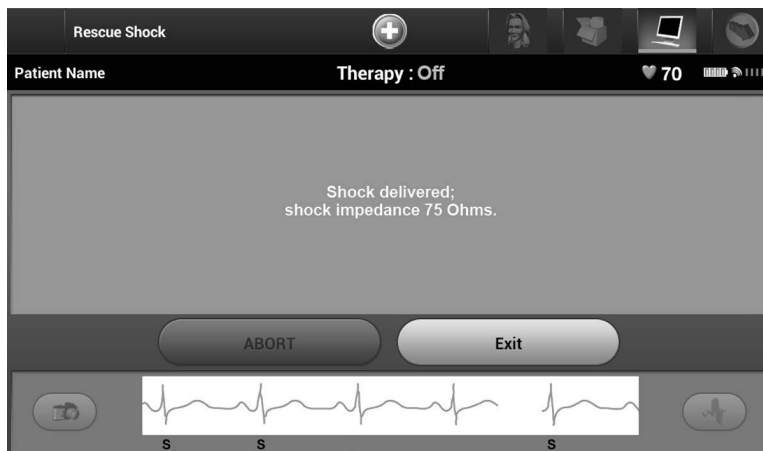 Rescue Shock
Patient Name
Therapy : Off
70
Shock delivered;
shock impedance 75 Ohms.
ABORT
Exit
S S S